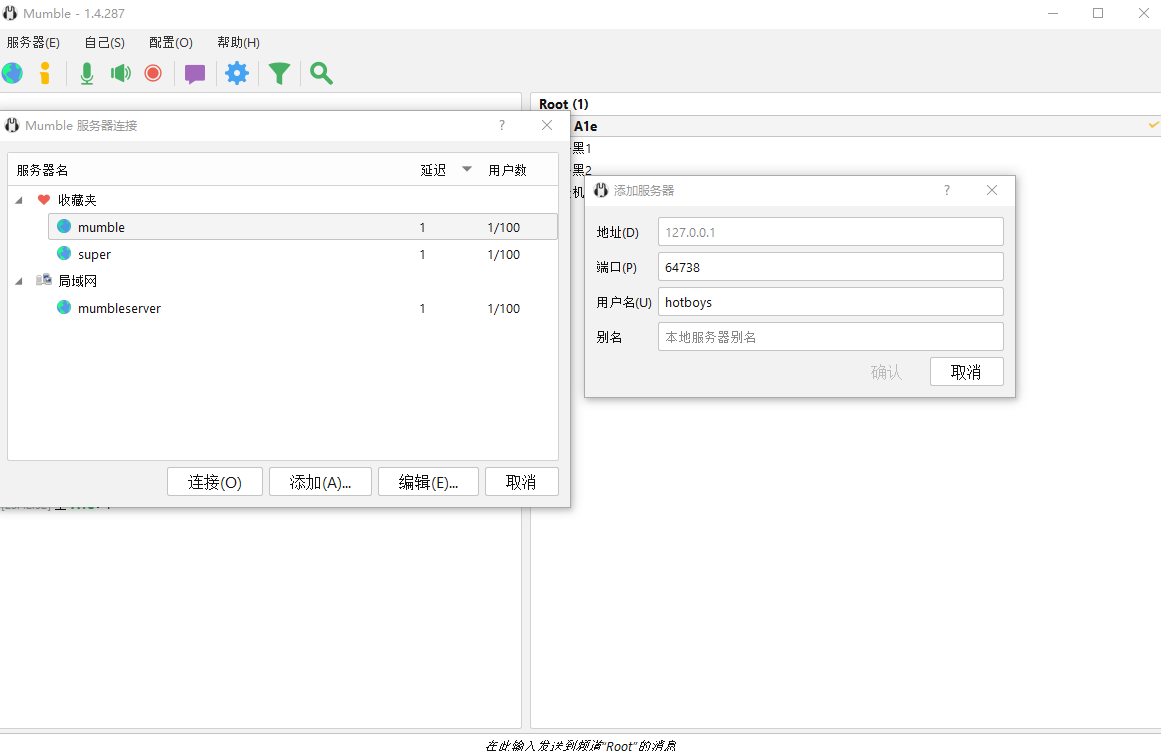 Mumble - 1.4.287
服务器(E) 自己(S) 配置(O) 帮助(H)
Root (1)
A1e
黑1
黑2
机
Mumble 服务器连接
服务器名 延迟 用户数
收藏夹
mumble 1 1/100
super 1 1/100
局域网
mumbleserver 1 1/100
连接(O) 添加(A)... 编辑(E)... 取消
添加服务器
地址(D) 127.0.0.1
端口(P) 64738
用户名(U) hotboys
别名 本地服务器别名
确认 取消
在此输入发送到频道"Root"的消息